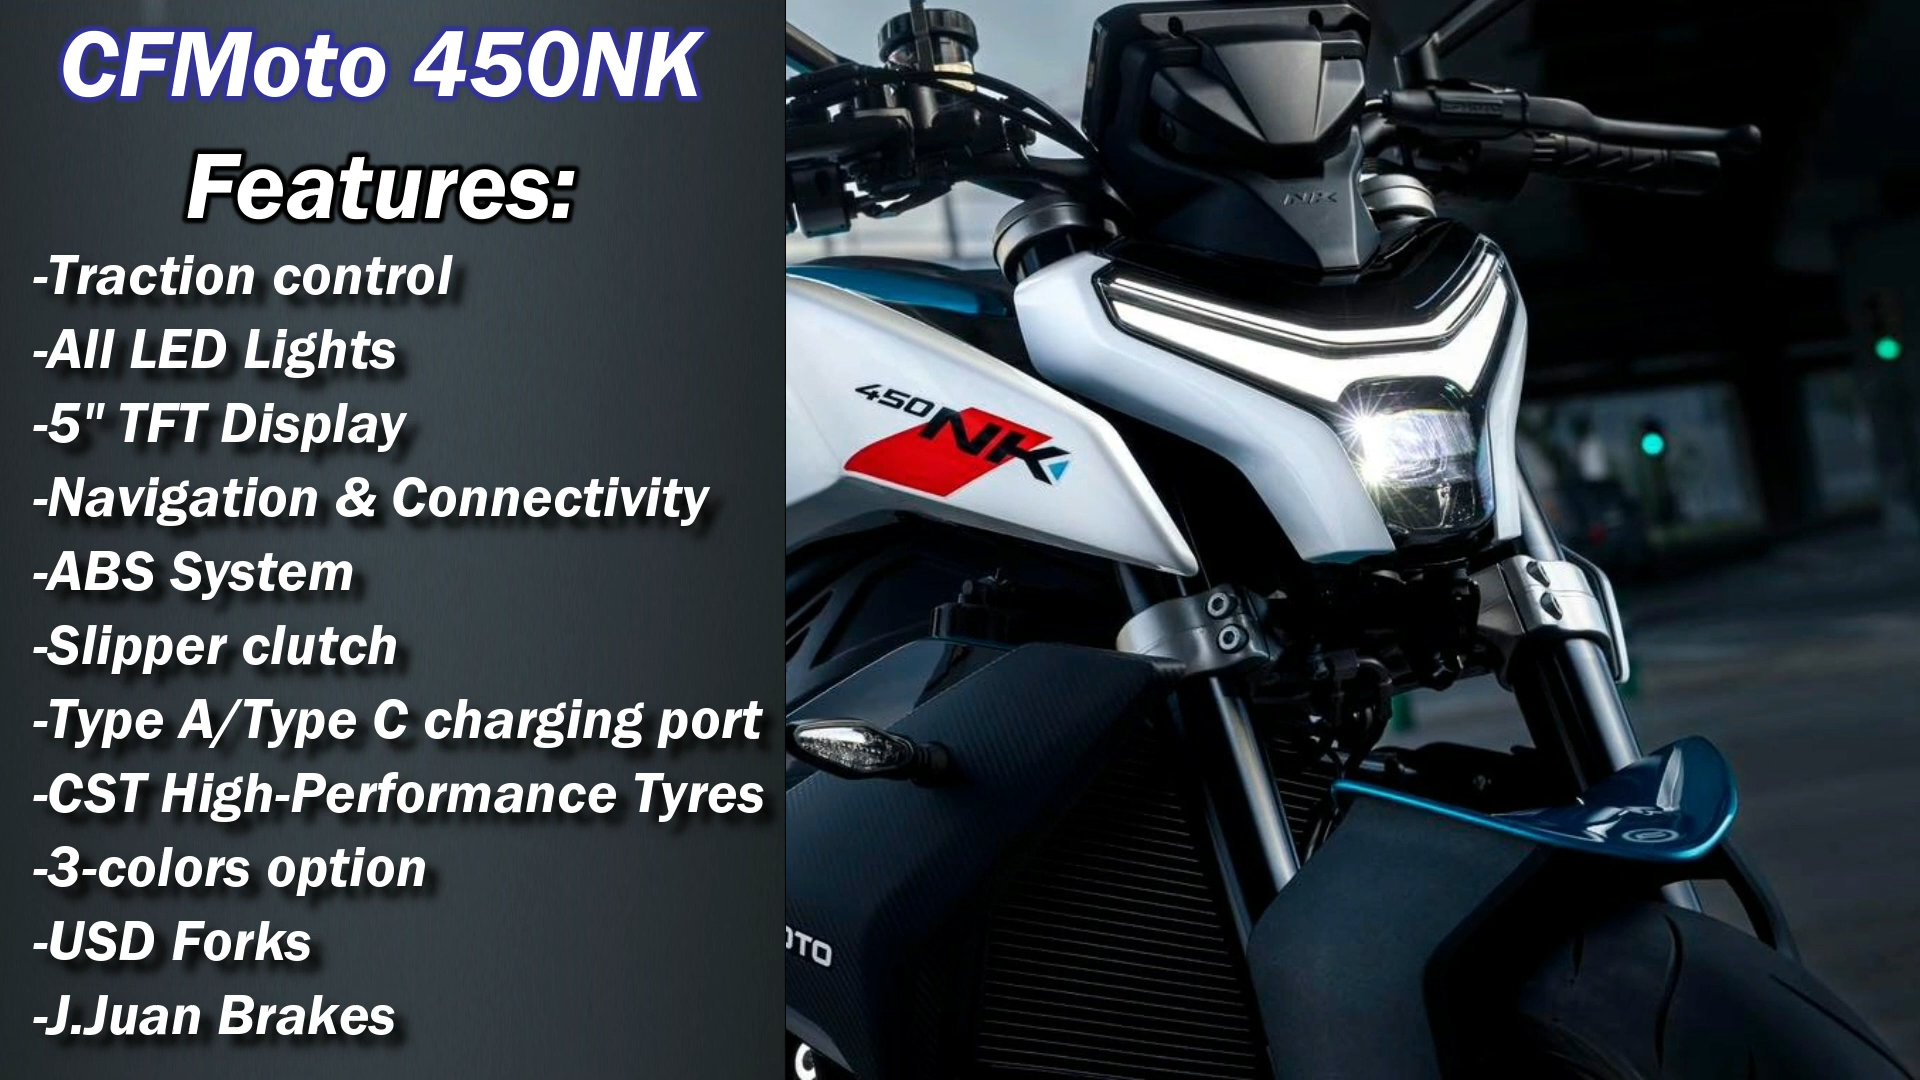 CFMoto 450NK
Features:
-Traction control
-All LED Lights
-5" TFT Display
-Navigation & Connectivity
-ABS System
-Slipper clutch
-Type A/Type C charging port
-CST High-Performance Tyres
-3-colors option
-USD Forks
-J.Juan Brakes
NK
450NK
OTO